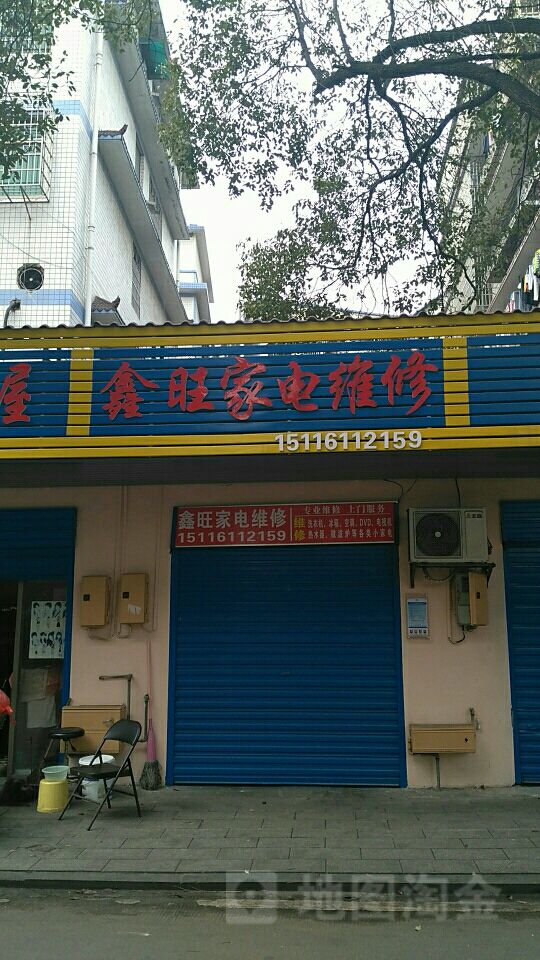 屋
鑫旺家电维修
15116112159
鑫旺家电维修
15116112159
专业维修 上门服务
维修
洗衣机、冰箱、空调、DVD、电视机
热水器、微波炉等各类小家电
地图淘金